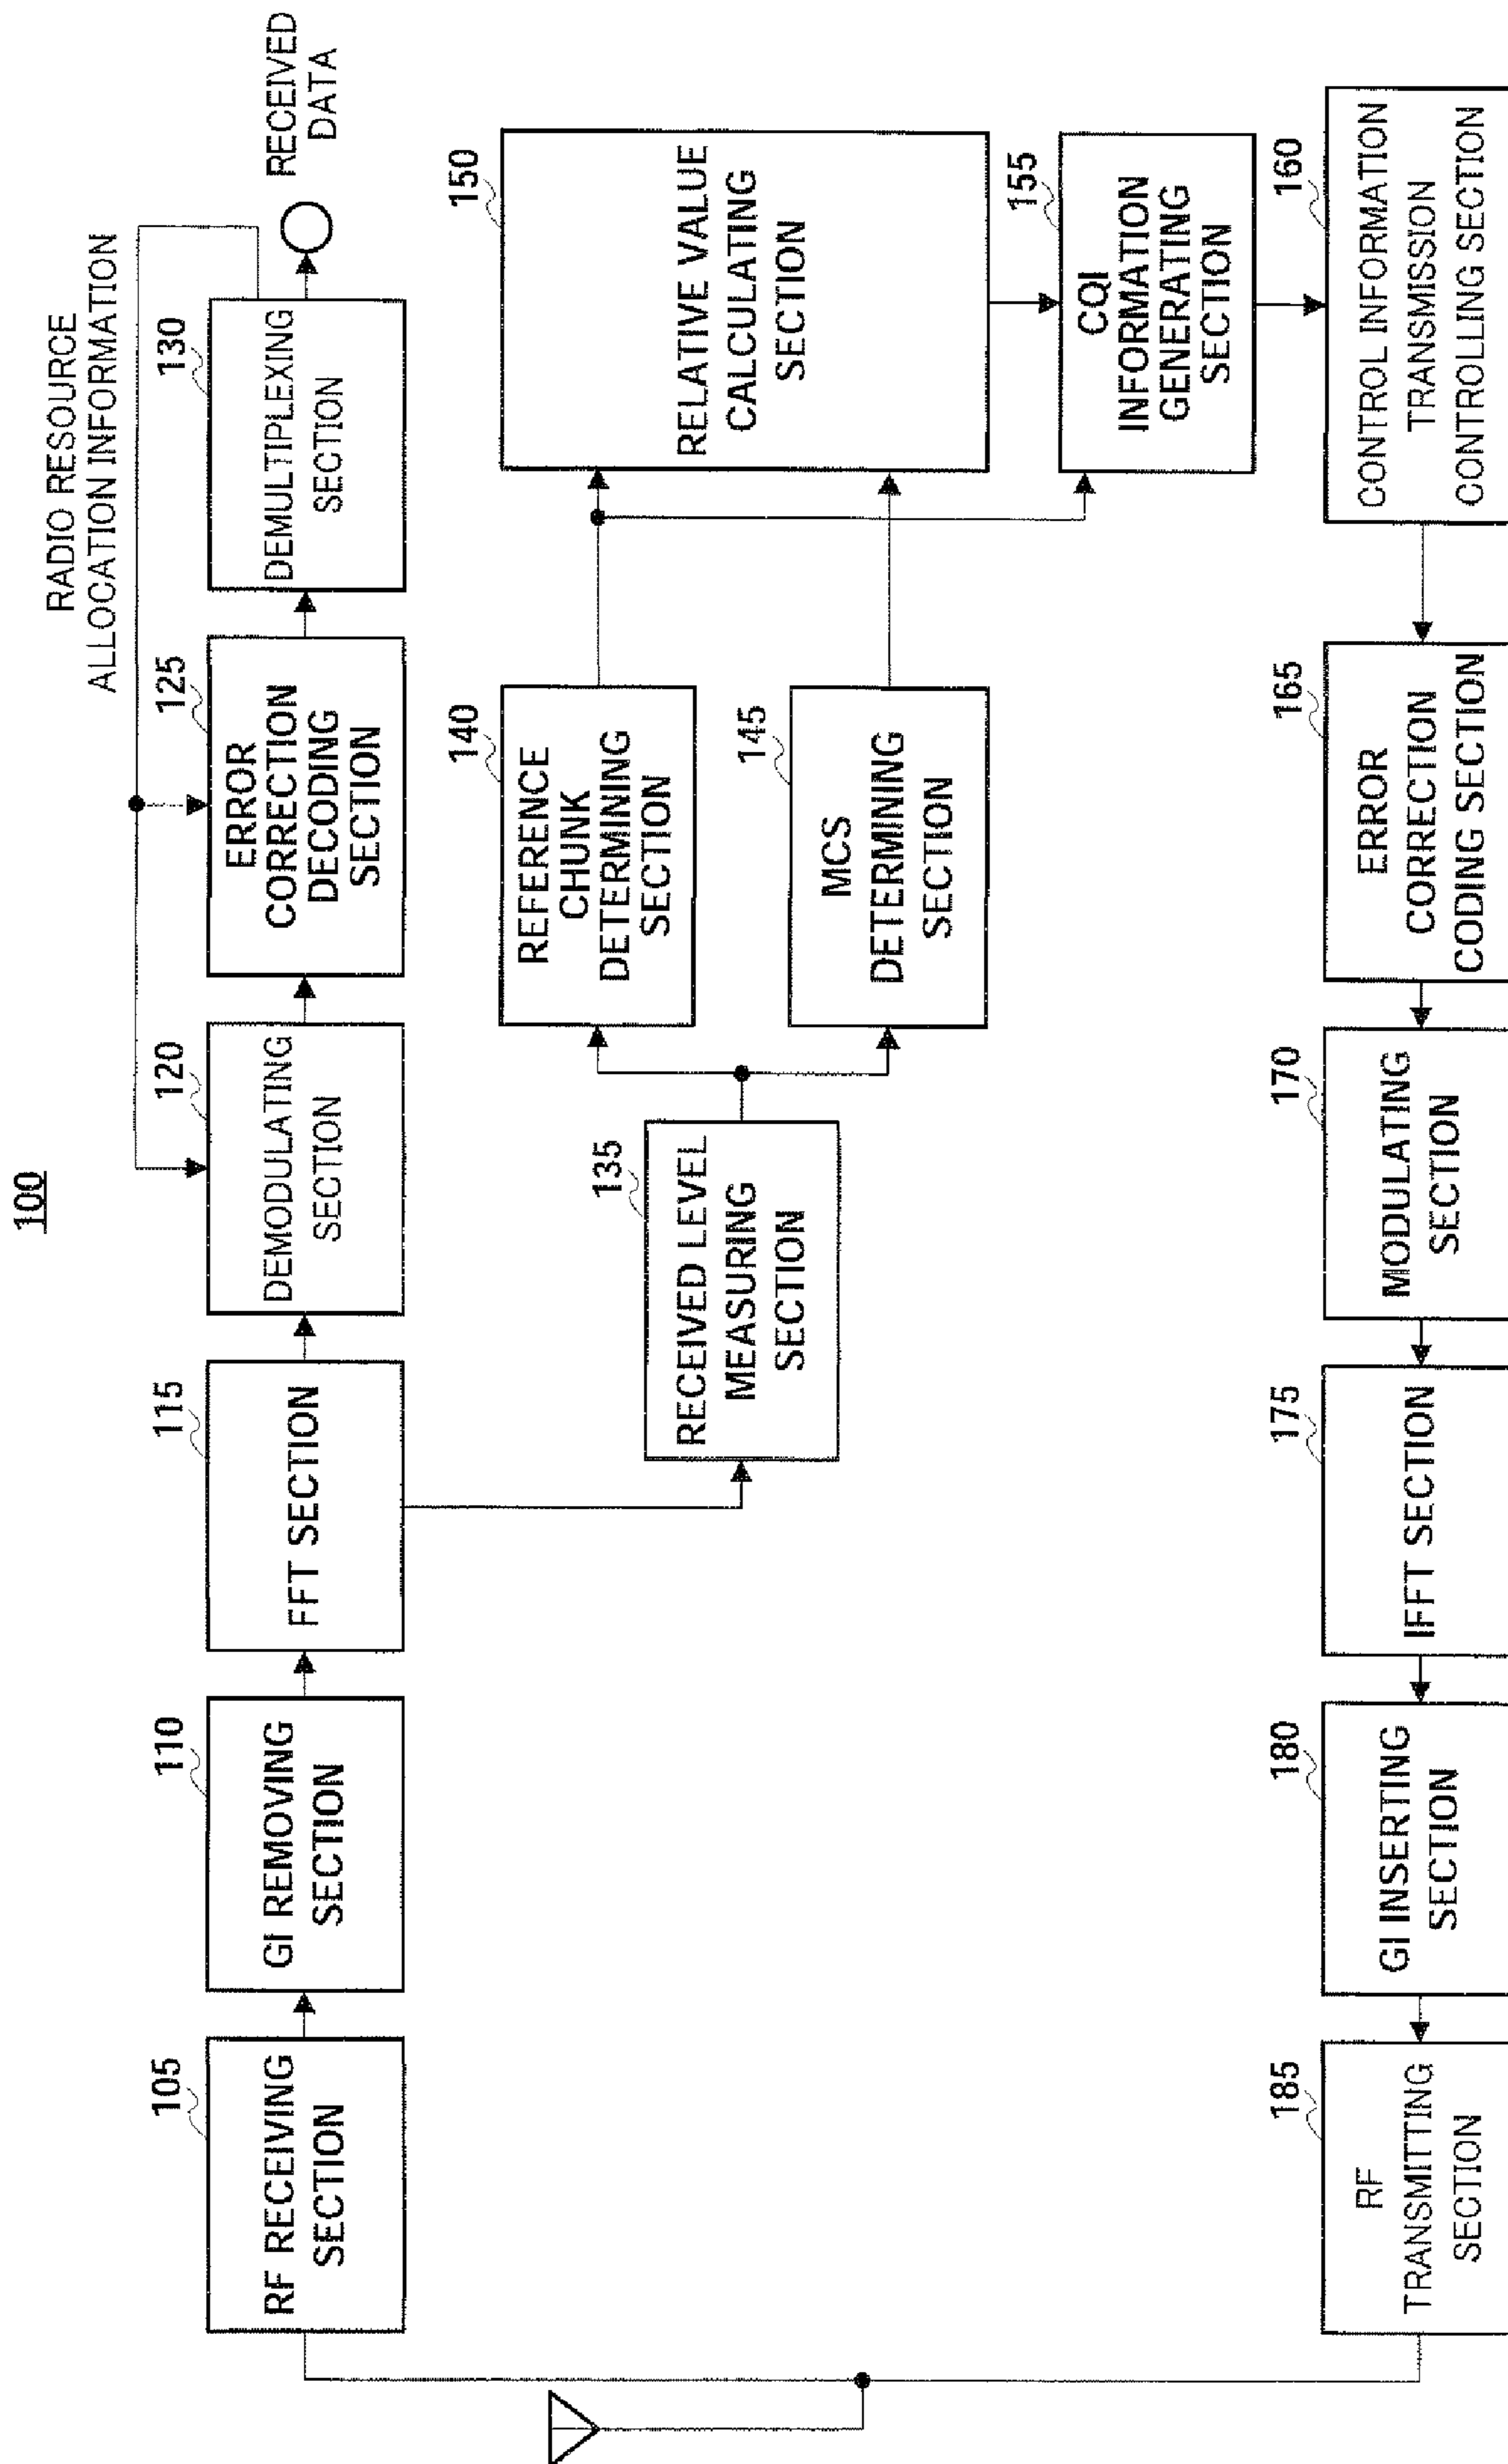 100
RADIO RESOURCE
ALLOCATION INFORMATION
105
RF RECEIVING
SECTION
110
GI REMOVING
SECTION
115
FFT SECTION
120
DEMODULATING
SECTION
125
ERROR
CORRECTION
DECODING
SECTION
130
DEMULTIPLEXING
SECTION
RECEIVED
DATA
135
RECEIVED LEVEL
MEASURING
SECTION
140
REFERENCE
CHUNK
DETERMINING
SECTION
145
MCS
DETERMINING
SECTION
150
RELATIVE VALUE
CALCULATING
SECTION
155
CQI
INFORMATION
GENERATING
SECTION
160
CONTROL INFORMATION
TRANSMISSION
CONTROLLING SECTION
165
ERROR
CORRECTION
CODING SECTION
170
MODULATING
SECTION
175
IFFT SECTION
180
GI INSERTING
SECTION
185
RF
TRANSMITTING
SECTION